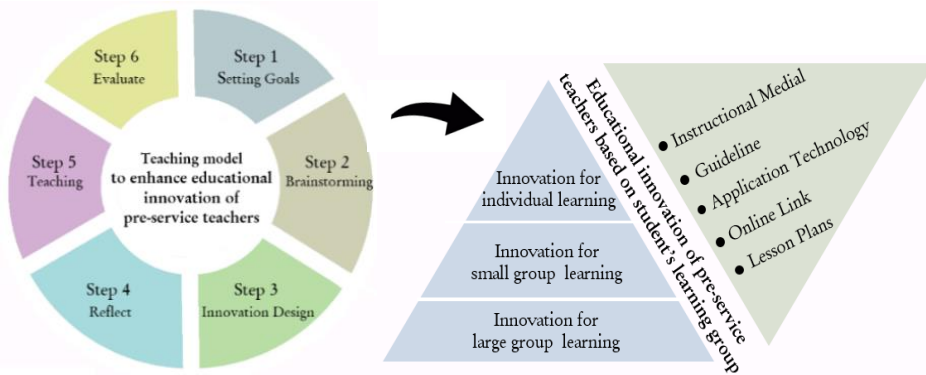 Step 1
Setting Goals
Step 2
Brainstorming
Step 3
Innovation Design
Step 4
Reflect
Step 5
Teaching
Step 6
Evaluate
Teaching model
to enhance educational
innovation of
pre-service teachers
Innovation for
individual learning
Innovation for
small group learning
Innovation for
large group learning
Educational innovation of pre-service
teachers based on student's learning group
• Instructional Medial
• Guideline
• Application Technology
• Online Link
• Lesson Plans